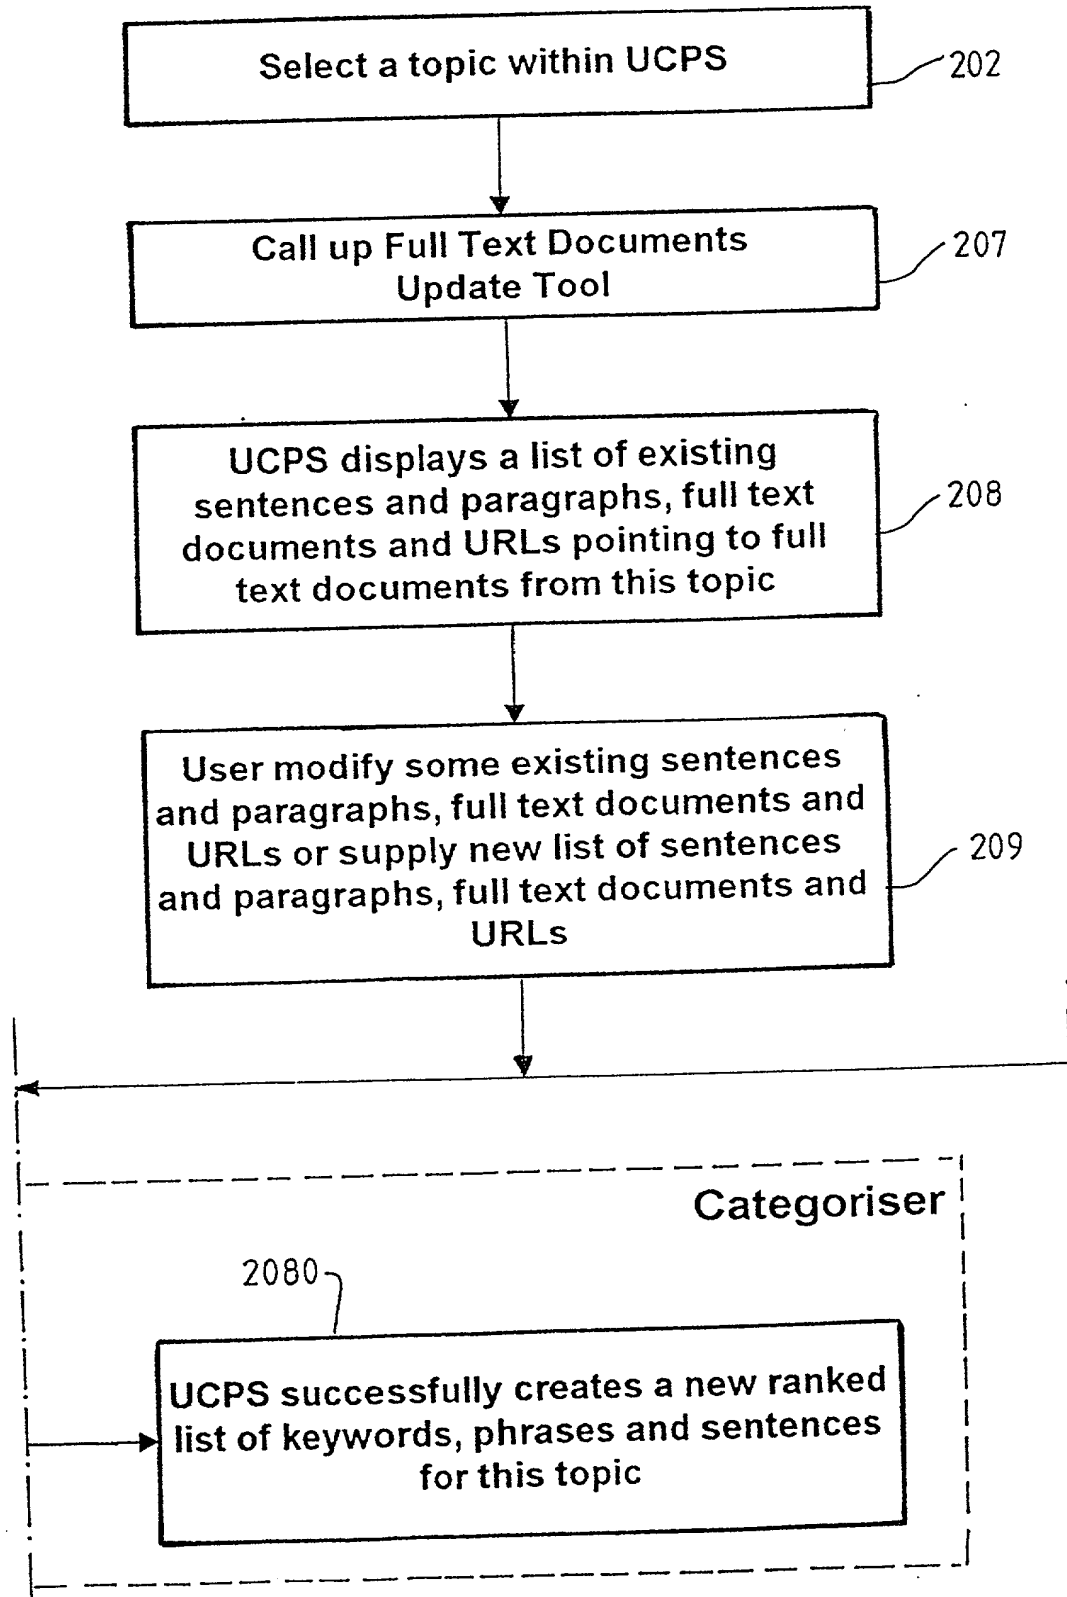 Select a topic within UCPS
202
Call up Full Text Documents
Update Tool
207
UCPS displays a list of existing
sentences and paragraphs, full text
documents and URLs pointing to full
text documents from this topic
208
User modify some existing sentences
and paragraphs, full text documents and
URLs or supply new list of sentences
and paragraphs, full text documents and
URLs
209
Categoriser
2080
UCPS successfully creates a new ranked
list of keywords, phrases and sentences
for this topic